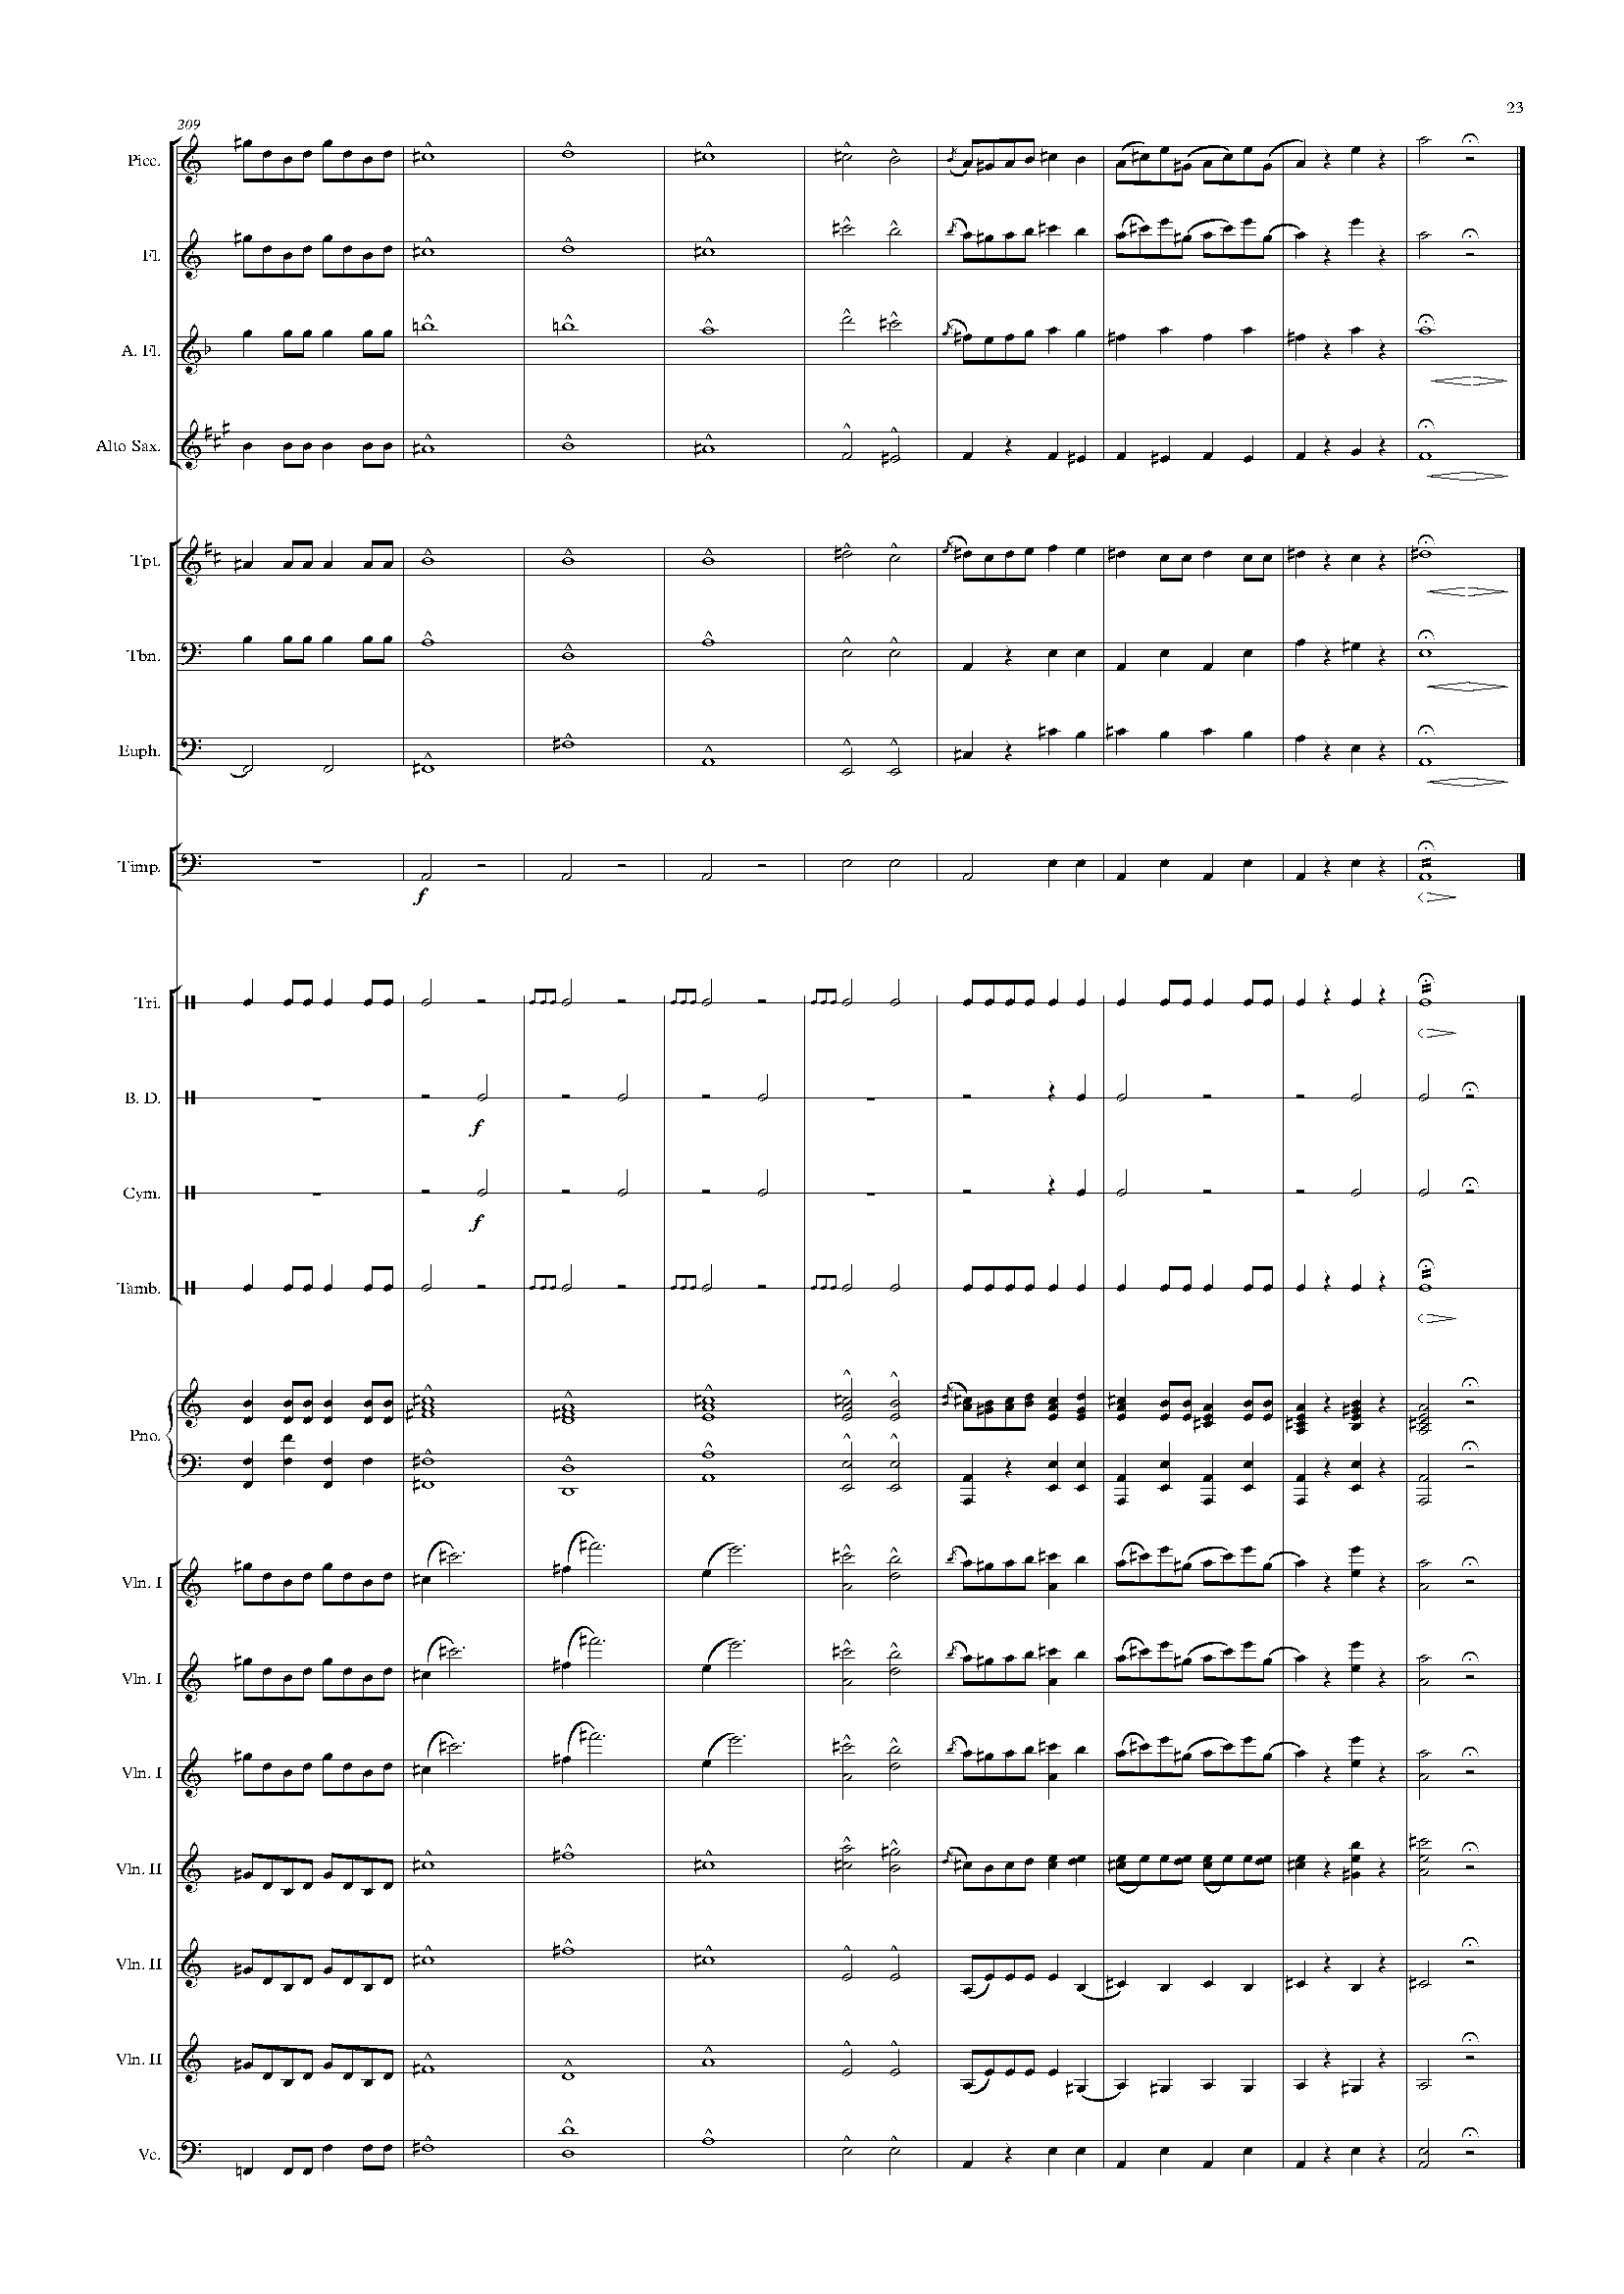 23
209
Picc.
Fl.
A. Fl.
Alto Sax.
Tpt.
Tbn.
Euph.
Timp.
f
Tri.
B. D.
f
Cym.
f
Tamb.
Pno.
Vln. I
Vln. I
Vln. I
Vln. II
Vln. II
Vln. II
Vc.